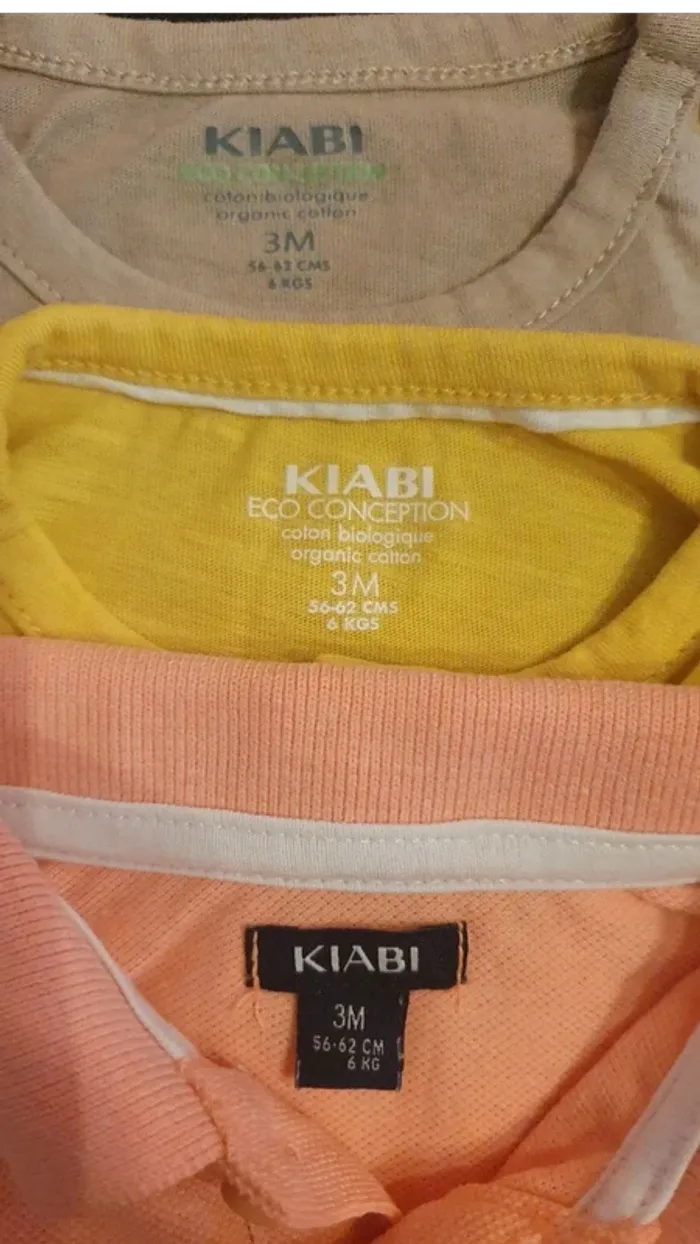 KIABI
ECO CONCEPTION
coton biologique
organic cotton
3M
56-62 CMS
6 KGS
KIABI
ECO CONCEPTION
coton biologique
organic cotton
3M
56-62 CMS
6 KGS
KIABI
3M
56-62 CM
6 KG